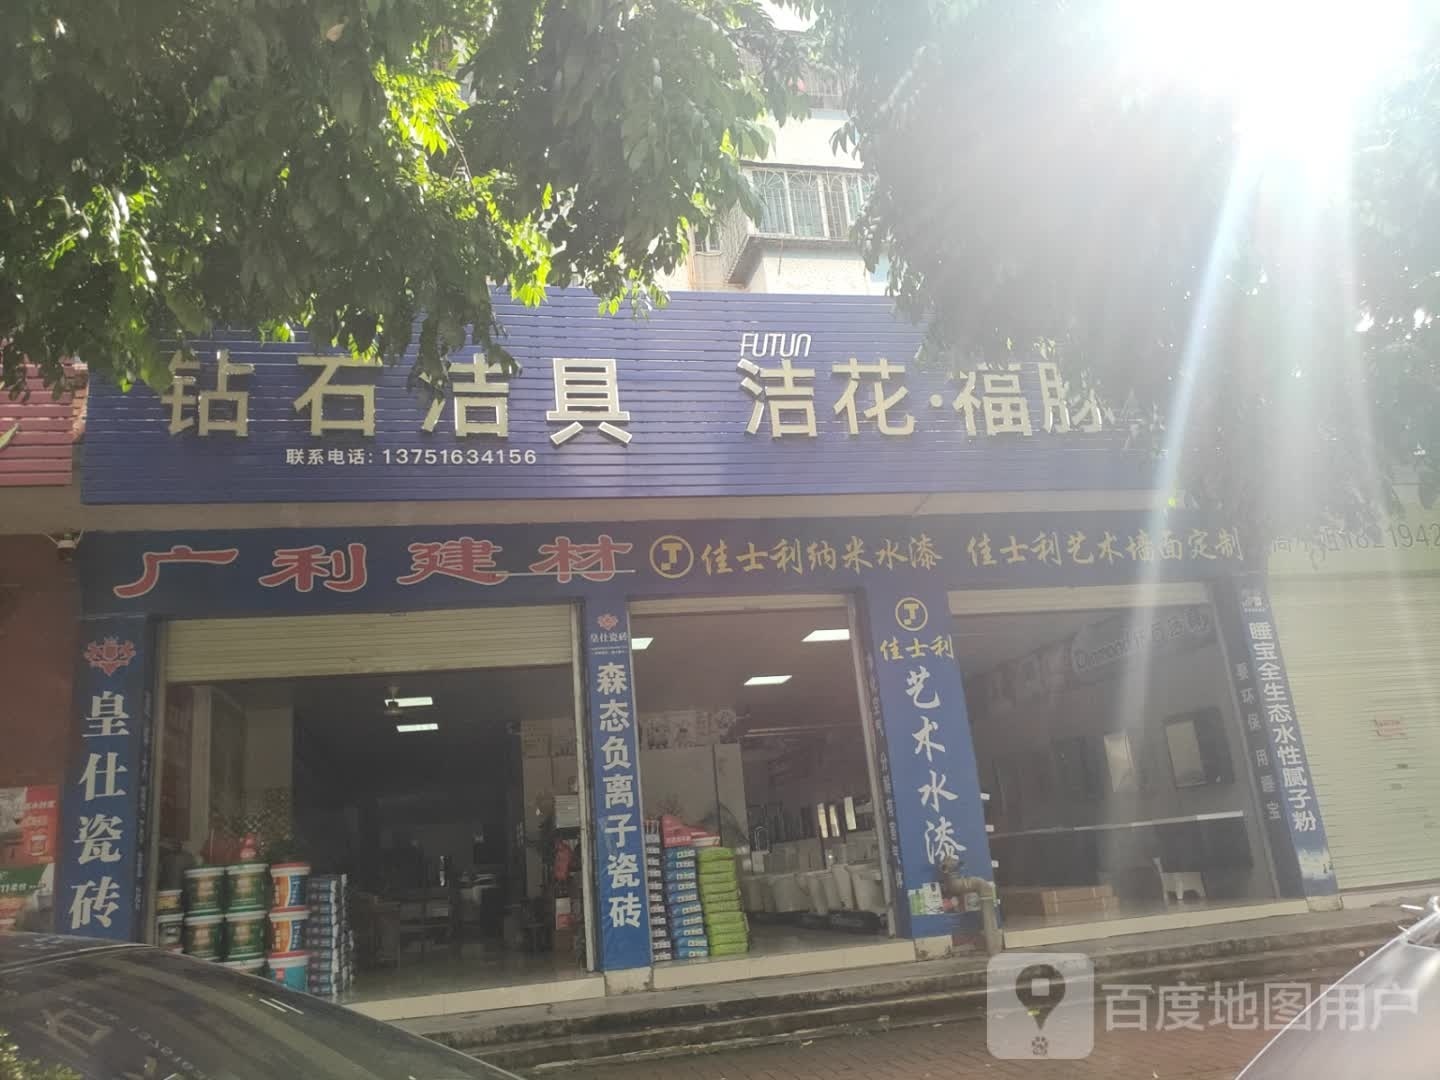 FUTUN
钻石洁具 洁花·福豚
联系电话: 13751634156
广利建材
佳士利纳米水漆 佳士利艺术墙面定制
皇仕瓷砖
皇仕瓷砖
森态负离子瓷砖
佳士利
艺术水漆
睡宝全生态水性腻子粉
要环保 用睡宝
Diamond
1821942
百度地图用户